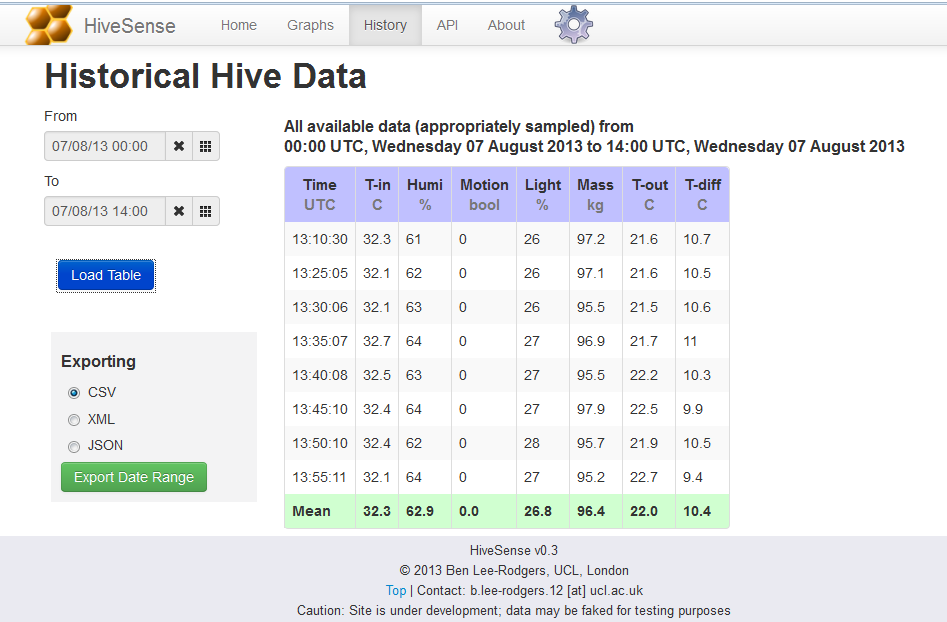 HiveSense Home Graphs History API About
Historical Hive Data
From
07/08/13 00:00
To
07/08/13 14:00
Load Table
Exporting
CSV
XML
JSON
Export Date Range
All available data (appropriately sampled) from
00:00 UTC, Wednesday 07 August 2013 to 14:00 UTC, Wednesday 07 August 2013
Time T-in Humi Motion Light Mass T-out T-diff
UTC C % bool % kg C C
13:10:30 32.3 61 0 26 97.2 21.6 10.7
13:25:05 32.1 62 0 26 97.1 21.6 10.5
13:30:06 32.1 63 0 26 95.5 21.5 10.6
13:35:07 32.7 64 0 27 96.9 21.7 11
13:40:08 32.5 63 0 27 95.5 22.2 10.3
13:45:10 32.4 64 0 27 97.9 22.5 9.9
13:50:10 32.4 62 0 28 95.7 21.9 10.5
13:55:11 32.1 64 0 27 95.2 22.7 9.4
Mean 32.3 62.9 0.0 26.8 96.4 22.0 10.4
HiveSense v0.3
© 2013 Ben Lee-Rodgers, UCL, London
Top | Contact: b.lee-rodgers.12 [at] ucl.ac.uk
Caution: Site is under development; data may be faked for testing purposes